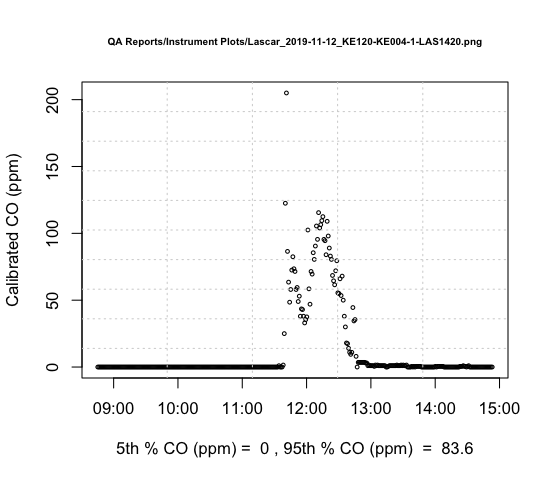 QA Reports/Instrument Plots/Lascar_2019-11-12_KE120-KE004-1-LAS1420.png
Calibrated CO (ppm)
200
150
100
50
0
09:00 10:00 11:00 12:00 13:00 14:00 15:00
5th % CO (ppm) = 0 , 95th % CO (ppm) = 83.6